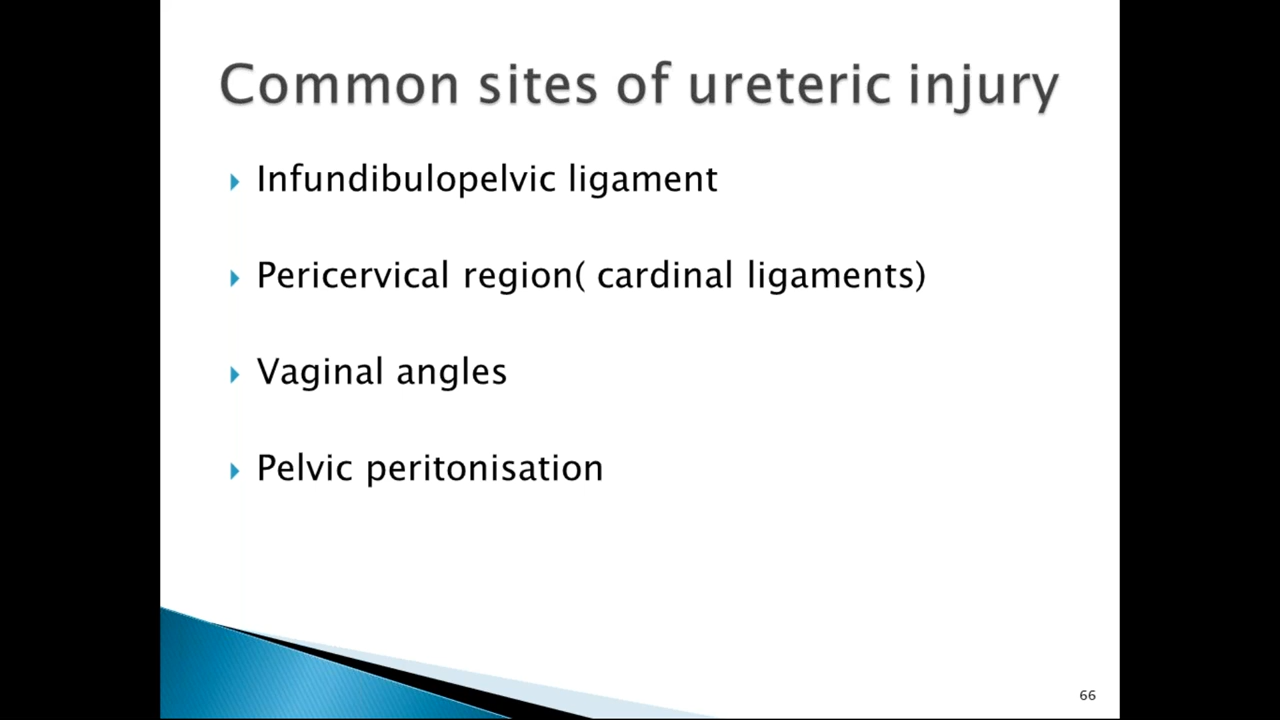 Common sites of ureteric injury
Infundibulopelvic ligament
Pericervical region( cardinal ligaments)
Vaginal angles
Pelvic peritonisation
66